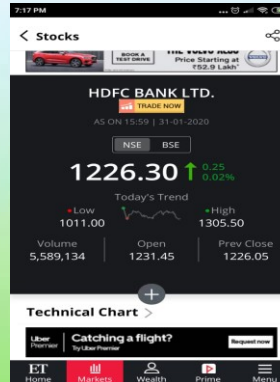 7:17 PM
Stocks
BOOK A
TEST DRIVE
THE VOLVO XC40
Price Starting at
₹52.9 Lakh*
HDFC BANK LTD.
TRADE NOW
AS ON 15:59 | 31-01-2020
NSE BSE
1226.30 0.25
0.02%
Today's Trend
Low High
1011.00 1305.50
Volume Open Prev Close
5,589,134 1231.45 1226.05
+
Technical Chart >
Uber
Premier
Catching a flight?
Try Uber Premier
Request now
ET
Home Markets Wealth Prime Menu